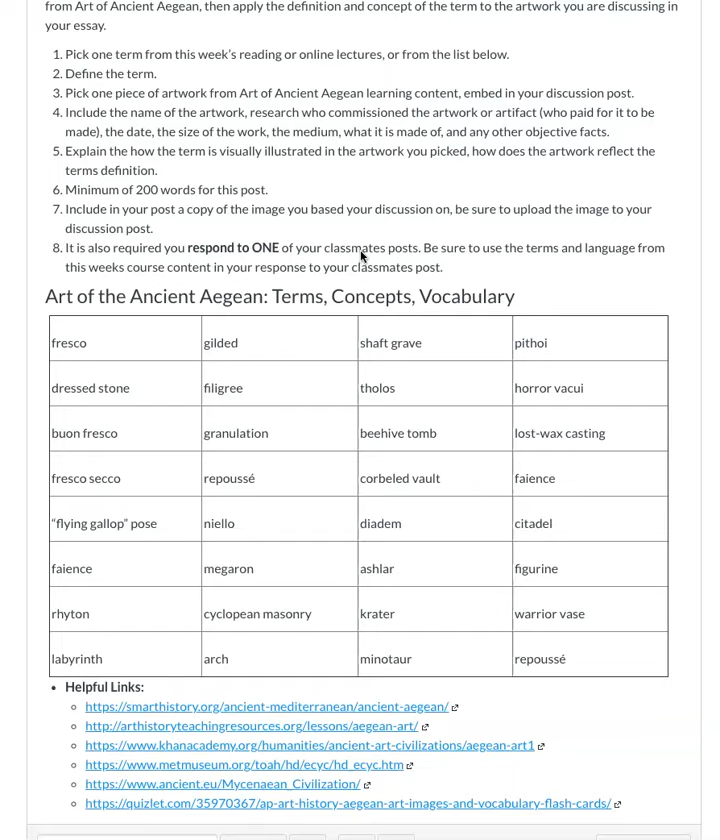 from Art of Ancient Aegean, then apply the definition and concept of the term to the artwork you are discussing in
your essay.
1. Pick one term from this week's reading or online lectures, or from the list below.
2. Define the term.
3. Pick one piece of artwork from Art of Ancient Aegean learning content, embed in your discussion post.
4. Include the name of the artwork, research who commissioned the artwork or artifact (who paid for it to be
made), the date, the size of the work, the medium, what it is made of, and any other objective facts.
5. Explain the how the term is visually illustrated in the artwork you picked, how does the artwork reflect the
terms definition.
6. Minimum of 200 words for this post.
7. Include in your post a copy of the image you based your discussion on, be sure to upload the image to your
discussion post.
8. It is also required you respond to ONE of your classmates posts. Be sure to use the terms and language from
this weeks course content in your response to your classmates post.
Art of the Ancient Aegean: Terms, Concepts, Vocabulary
fresco gilded shaft grave pithoi
dressed stone filigree tholos horror vacui
buon fresco granulation beehive tomb lost-wax casting
fresco secco repoussé corbeled vault faience
"flying gallop" pose niello diadem citadel
faience megaron ashlar figurine
rhyton cyclopean masonry krater warrior vase
labyrinth arch minotaur repoussé
• Helpful Links:
https://smarthistory.org/ancient-mediterranean/ancient-aegean/
http://arthistoryteachingresources.org/lessons/aegean-art/
https://www.khanacademy.org/humanities/ancient-art-civilizations/aegean-art1
https://www.metmuseum.org/toah/hd/ecyc/hd_ecyc.htm
https://www.ancient.eu/Mycenaean_Civilization/
https://quizlet.com/35970367/ap-art-history-aegean-art-images-and-vocabulary-flash-cards/